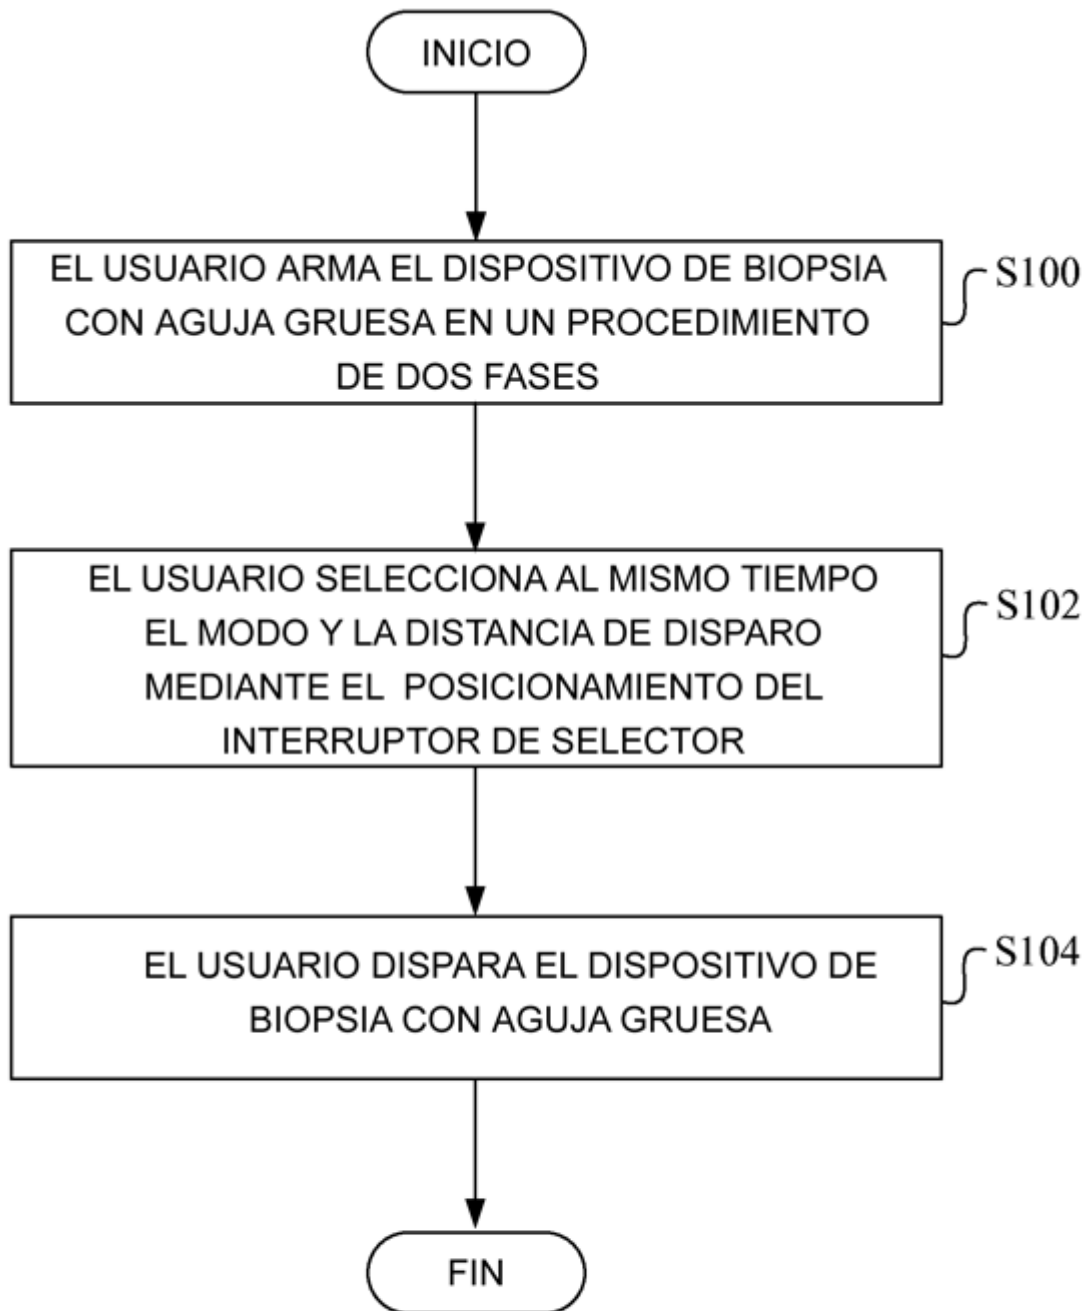 INICIO
EL USUARIO ARMA EL DISPOSITIVO DE BIOPSIA
CON AGUJA GRUESA EN UN PROCEDIMIENTO
DE DOS FASES
S100
EL USUARIO SELECCIONA AL MISMO TIEMPO
EL MODO Y LA DISTANCIA DE DISPARO
MEDIANTE EL POSICIONAMIENTO DEL
INTERRUPTOR DE SELECTOR
S102
EL USUARIO DISPARA EL DISPOSITIVO DE
BIOPSIA CON AGUJA GRUESA
S104
FIN